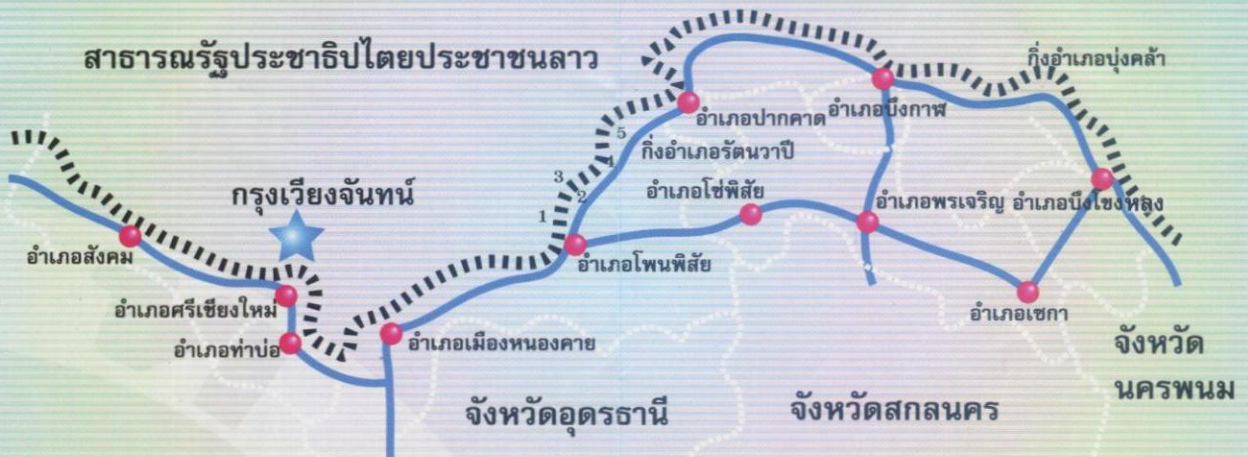 สาธารณรัฐประชาธิปไตยประชาชนลาว
กิ่งอำเภอบุ่งคล้า
อำเภอปากคาด
อำเภอบึงกาฬ
5
กิ่งอำเภอรัตนวาปี
4
3
2
1
กรุงเวียงจันทน์
อำเภอโซ่พิสัย
อำเภอพรเจริญ
อำเภอบึงโขงหลง
อำเภอสังคม
อำเภอโพนพิสัย
อำเภอศรีเชียงใหม่
อำเภอเซกา
อำเภอท่าบ่อ
อำเภอเมืองหนองคาย
จังหวัด
นครพนม
จังหวัดอุดรธานี
จังหวัดสกลนคร